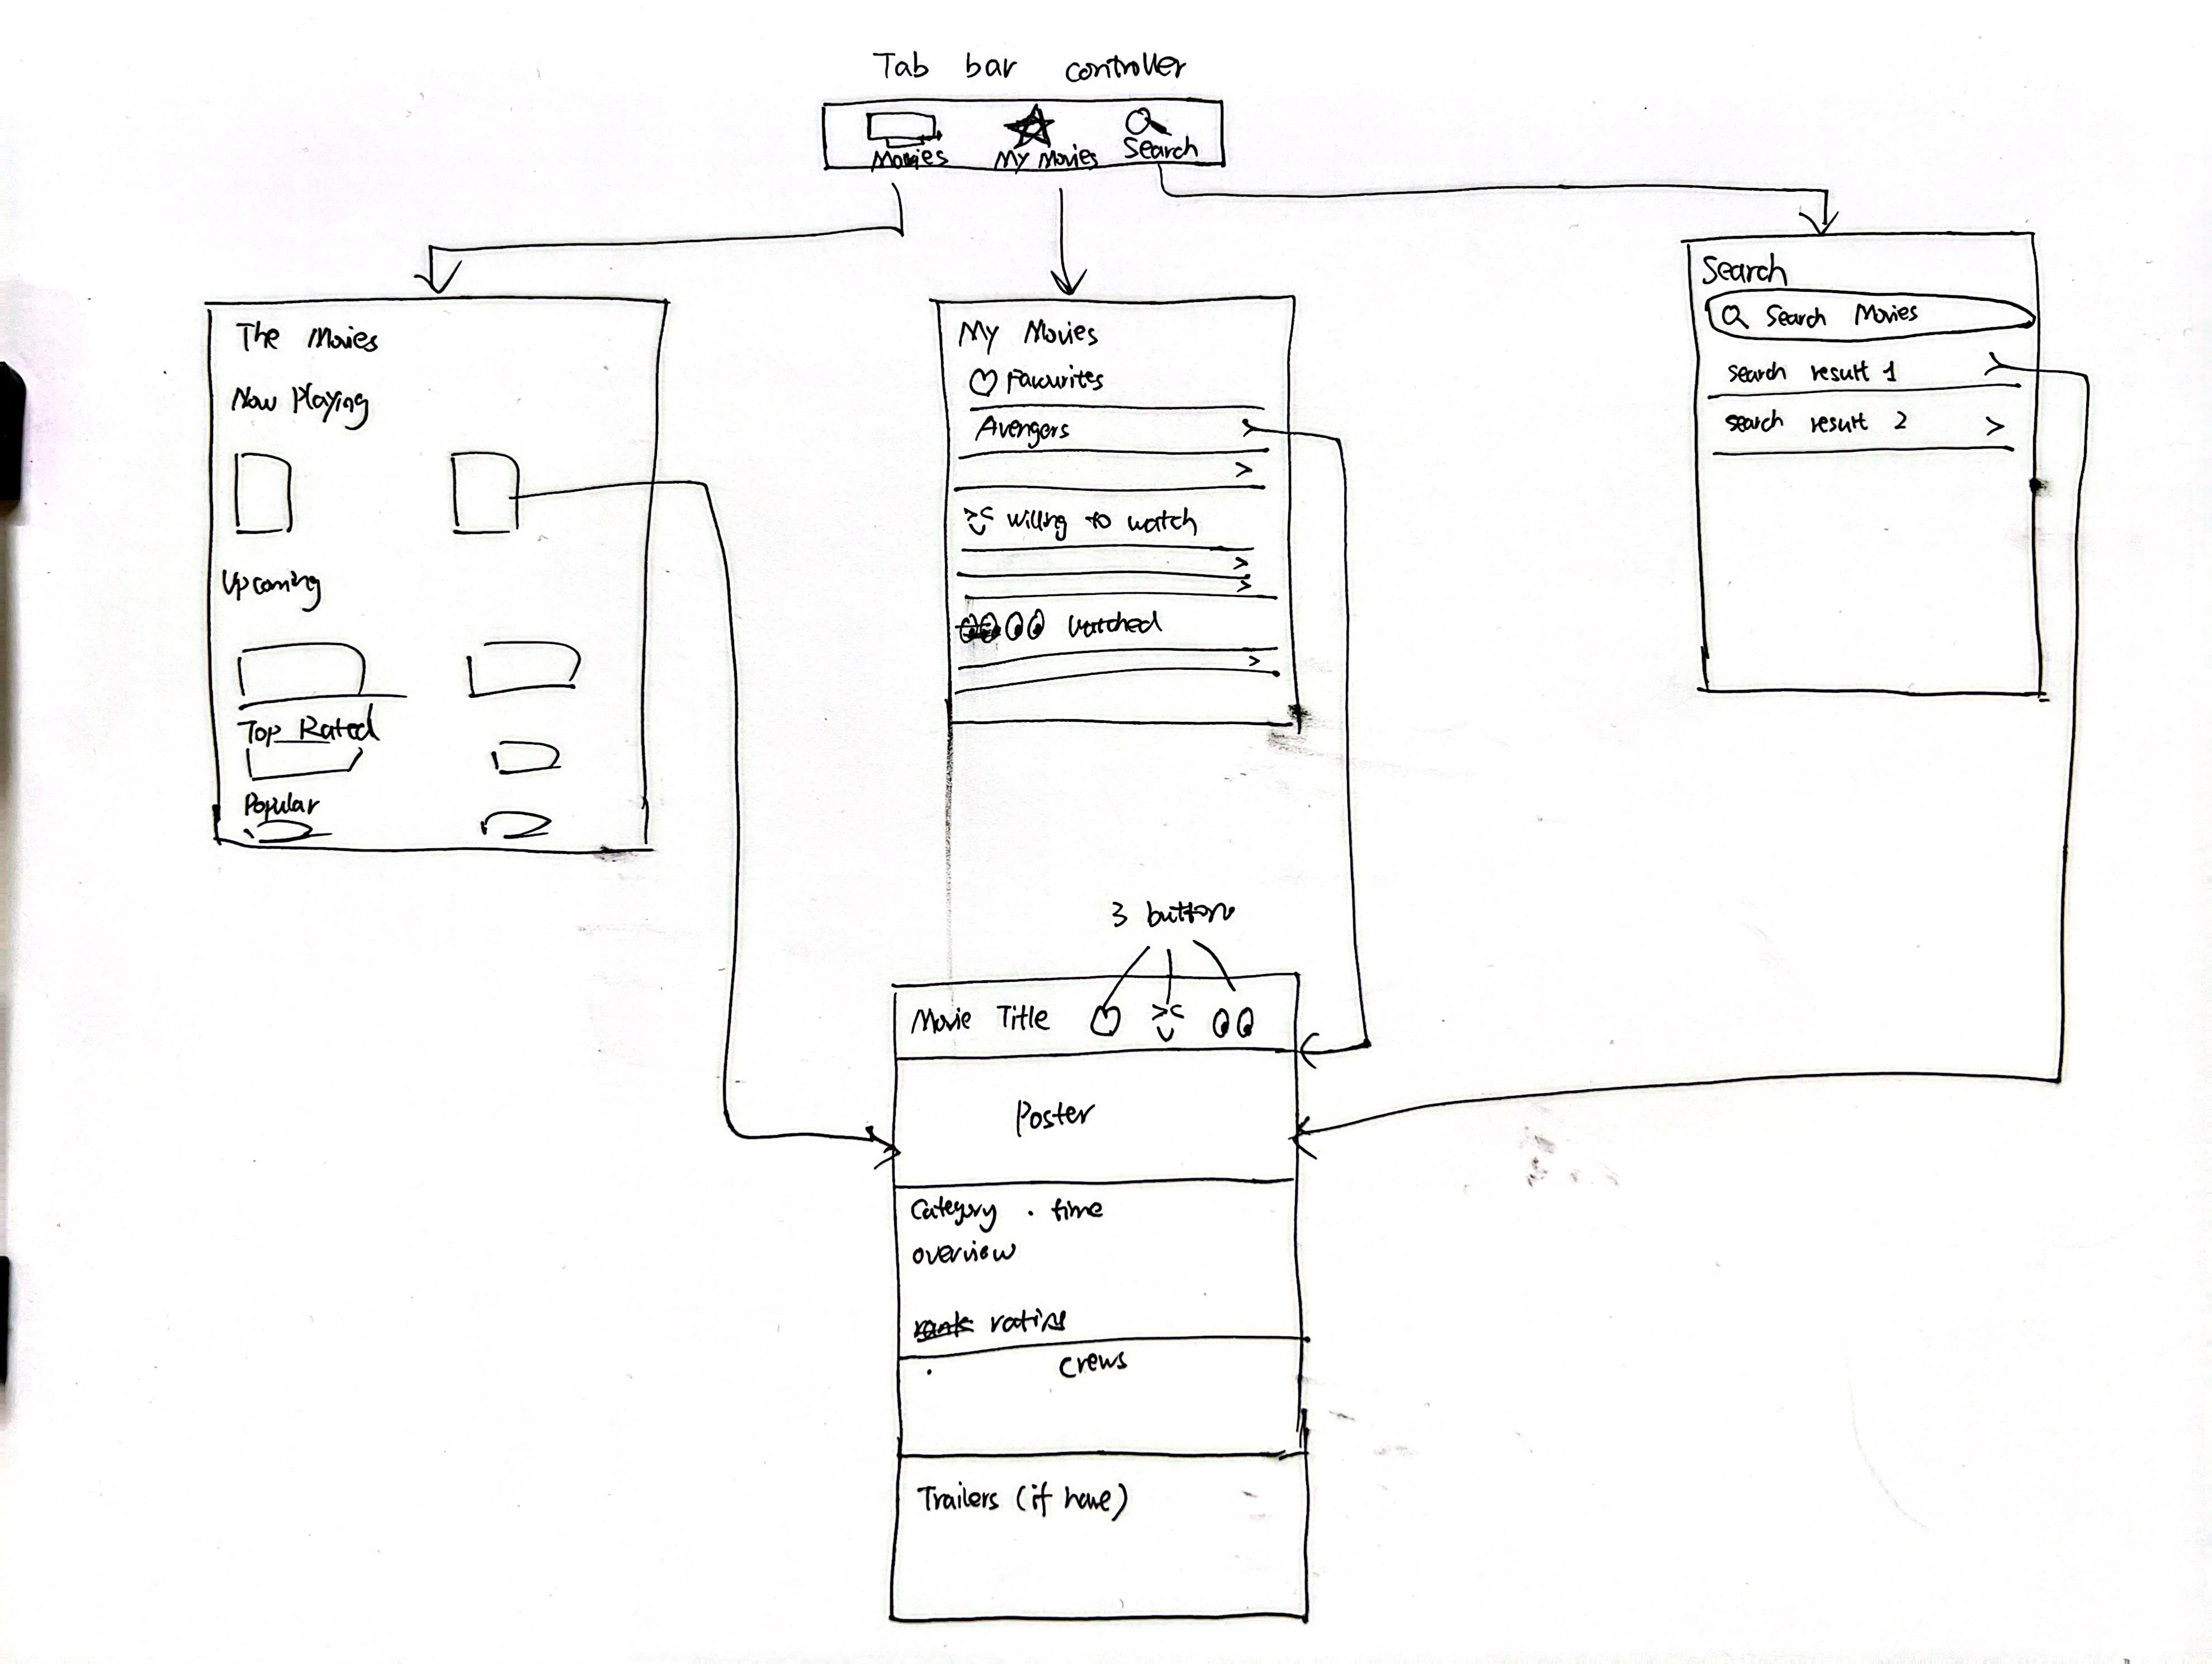 Tab bar controller
Movies My Movies Search
The Movies
Now Playing
Upcoming
Top Rated
Popular
My Movies
Favourites
Avengers >
>
willing to watch
>
>
watched
>
Search
Search Movies
search result 1 >
search result 2 >
3 button
Movie Title
Poster
Category . time
overview
rank rating
crews
Trailers (if have)